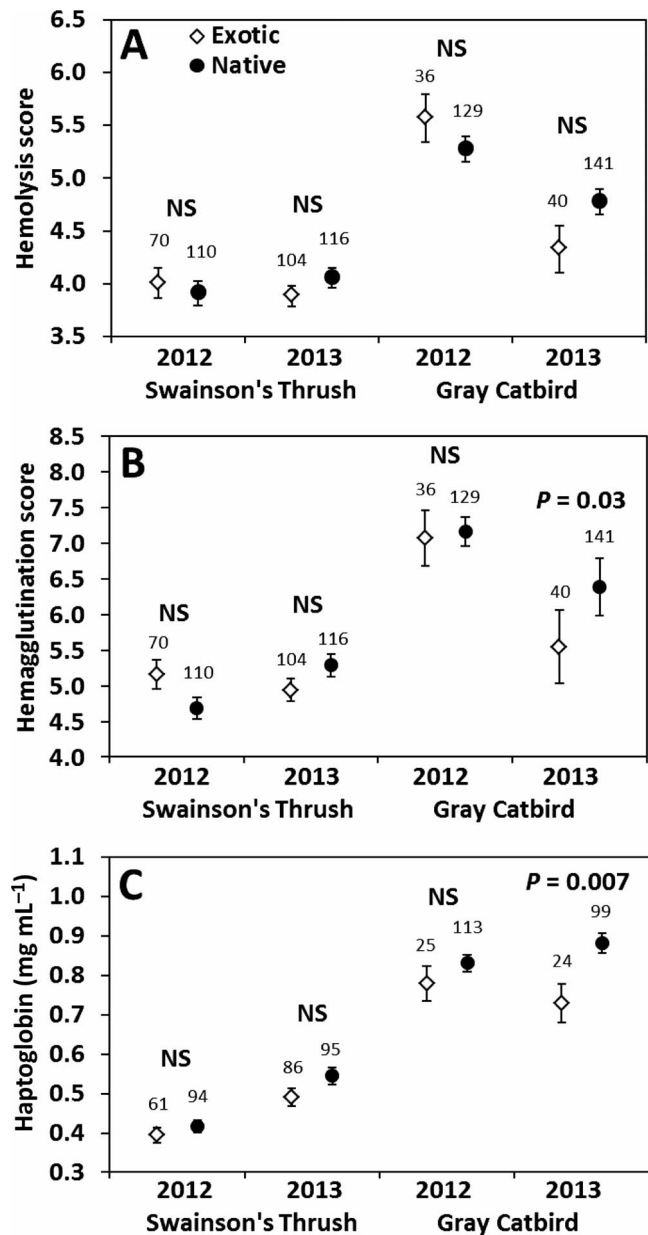 A
Exotic
Native
Hemolysis score
6.5
6.0
5.5
5.0
4.5
4.0
3.5
NS
NS
NS
NS
70
110
104
116
36
129
40
141
2012 2013 2012 2013
Swainson's Thrush Gray Catbird
B
Hemagglutination score
8.5
8.0
7.5
7.0
6.5
6.0
5.5
5.0
4.5
4.0
NS
NS
NS
P = 0.03
70
110
104
116
36
129
40
141
2012 2013 2012 2013
Swainson's Thrush Gray Catbird
C
Haptoglobin (mg mL⁻¹)
1.1
1.0
0.9
0.8
0.7
0.6
0.5
0.4
0.3
NS
NS
NS
P = 0.007
61
94
86
95
25
113
24
99
2012 2013 2012 2013
Swainson's Thrush Gray Catbird